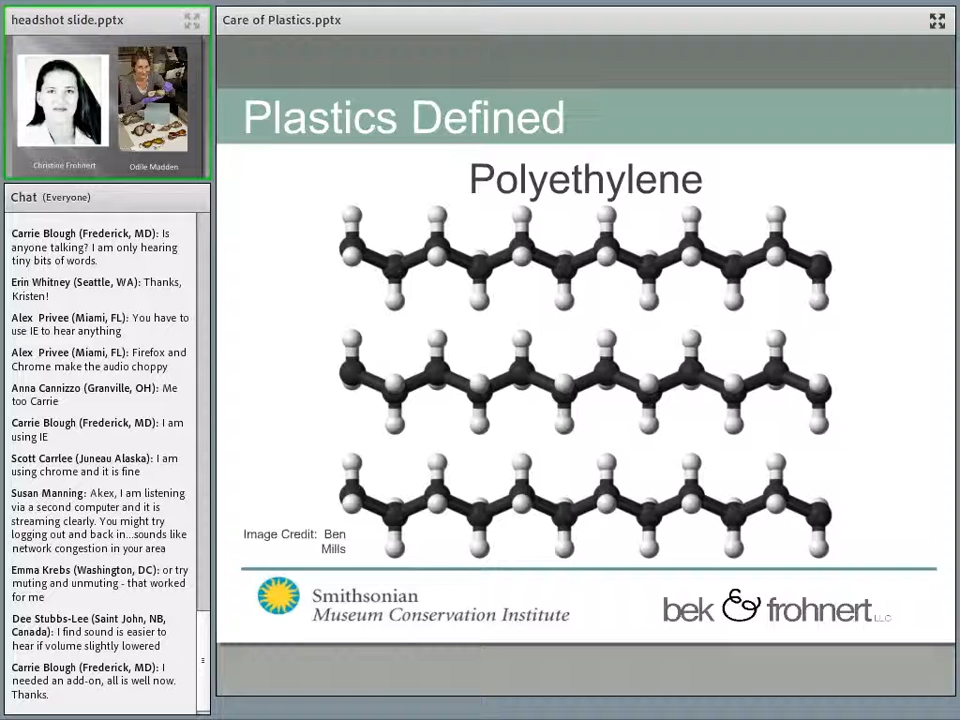 headshot slide.pptx
Christine Frohnert
Odile Madden
Chat (Everyone)
Carrie Blough (Frederick, MD): Is
anyone talking? I am only hearing
tiny bits of words.
Erin Whitney (Seattle, WA): Thanks,
Kristen!
Alex Privee (Miami, FL): You have to
use IE to hear anything
Alex Privee (Miami, FL): Firefox and
Chrome make the audio choppy
Anna Cannizzo (Granville, OH): Me
too Carrie
Carrie Blough (Frederick, MD): I am
using IE
Scott Carrlee (Juneau Alaska): I am
using chrome and it is fine
Susan Manning: Akex, I am listening
via a second computer and it is
streaming clearly. You might try
logging out and back in...sounds like
network congestion in your area
Emma Krebs (Washington, DC): or try
muting and unmuting - that worked
for me
Dee Stubbs-Lee (Saint John, NB,
Canada): I find sound is easier to
hear if volume slightly lowered
Carrie Blough (Frederick, MD): I
needed an add-on, all is well now.
Thanks.
Care of Plastics.pptx
Plastics Defined
Polyethylene
Image Credit: Ben
Mills
Smithsonian
Museum Conservation Institute
bek & frohnert LLC